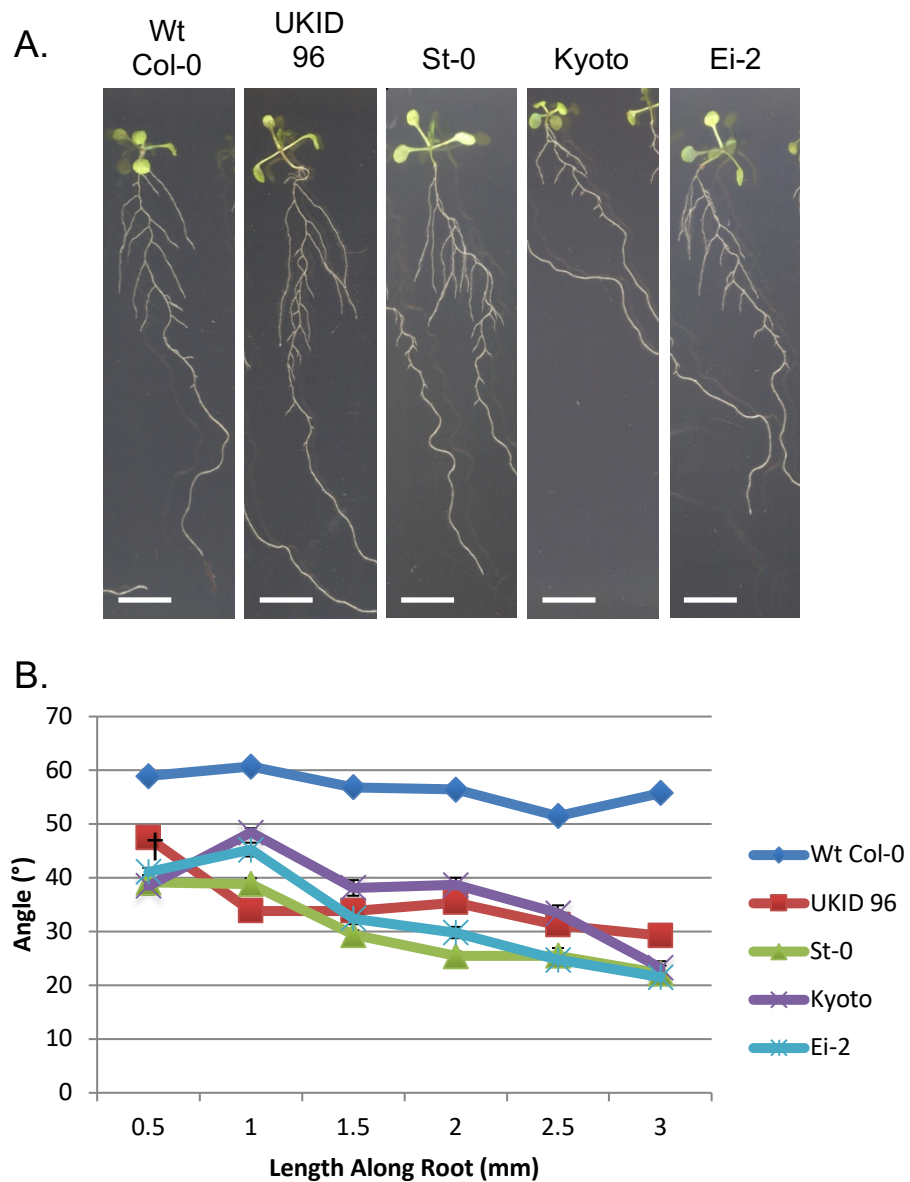 A.
Wt
Col-0
UKID
96
St-0
Kyoto
Ei-2
B.
70
60
50
40
30
20
10
0
Angle (°)
†
0.5 1 1.5 2 2.5 3
Length Along Root (mm)
Wt Col-0
UKID 96
St-0
Kyoto
Ei-2